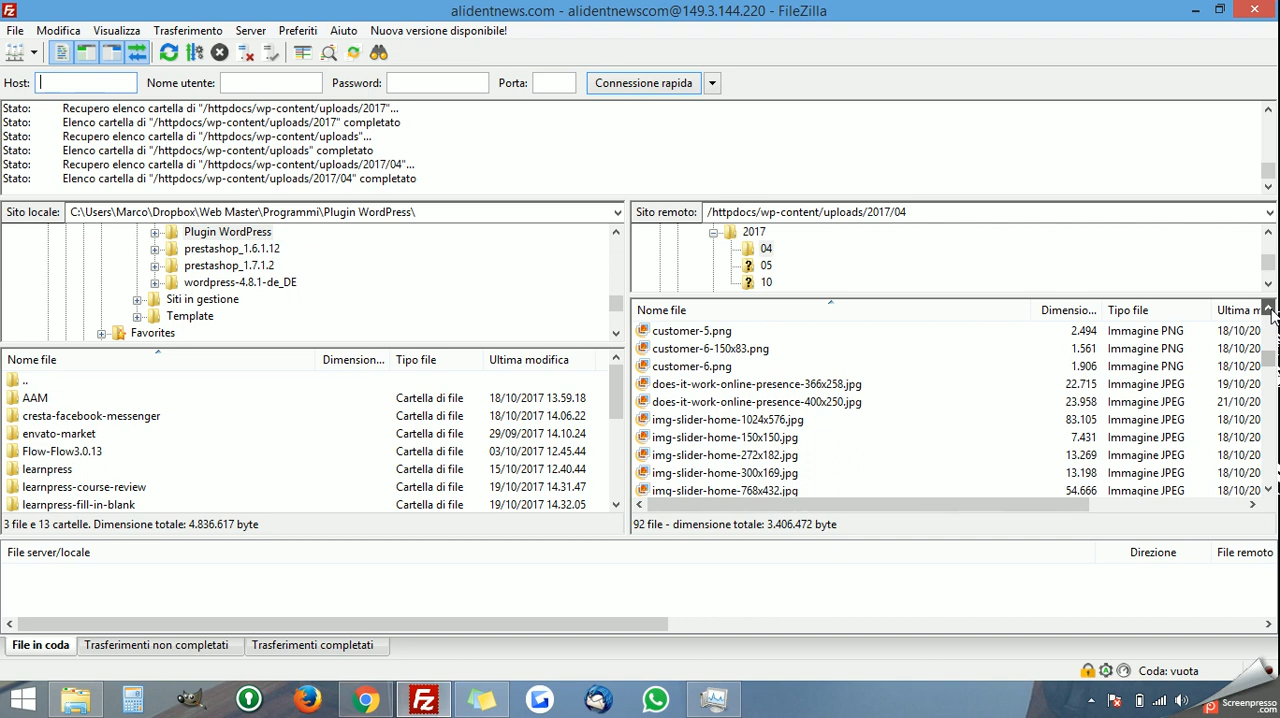 alidentnews.com - alidentnewscom@149.3.144.220 - FileZilla
File Modifica Visualizza Trasferimento Server Preferiti Aiuto Nuova versione disponibile!
Host: Nome utente: Password: Porta: Connessione rapida
Stato: Recupero elenco cartella di "/httpdocs/wp-content/uploads/2017"...
Stato: Elenco cartella di "/httpdocs/wp-content/uploads/2017" completato
Stato: Recupero elenco cartella di "/httpdocs/wp-content/uploads"...
Stato: Elenco cartella di "/httpdocs/wp-content/uploads" completato
Stato: Recupero elenco cartella di "/httpdocs/wp-content/uploads/2017/04"...
Stato: Elenco cartella di "/httpdocs/wp-content/uploads/2017/04" completato
Sito locale: C:\Users\Marco\Dropbox\Web Master\Programmi\Plugin WordPress\
Plugin WordPress
prestashop_1.6.1.12
prestashop_1.7.1.2
wordpress-4.8.1-de_DE
Siti in gestione
Template
Favorites
Nome file Dimension... Tipo file Ultima modifica
..
AAM Cartella di file 18/10/2017 13.59.18
cresta-facebook-messenger Cartella di file 18/10/2017 14.06.22
envato-market Cartella di file 29/09/2017 14.10.24
Flow-Flow3.0.13 Cartella di file 03/10/2017 12.45.44
learnpress Cartella di file 15/10/2017 12.40.44
learnpress-course-review Cartella di file 19/10/2017 14.31.47
learnpress-fill-in-blank Cartella di file 19/10/2017 14.32.05
3 file e 13 cartelle. Dimensione totale: 4.836.617 byte
Sito remoto: /httpdocs/wp-content/uploads/2017/04
2017
04
? 05
? 10
Nome file Dimensio... Tipo file Ultima m
customer-5.png 2.494 Immagine PNG 18/10/20
customer-6-150x83.png 1.561 Immagine PNG 18/10/20
customer-6.png 1.906 Immagine PNG 18/10/20
does-it-work-online-presence-366x258.jpg 22.715 Immagine JPEG 19/10/20
does-it-work-online-presence-400x250.jpg 23.958 Immagine JPEG 21/10/20
img-slider-home-1024x576.jpg 83.105 Immagine JPEG 18/10/20
img-slider-home-150x150.jpg 7.431 Immagine JPEG 18/10/20
img-slider-home-272x182.jpg 13.269 Immagine JPEG 18/10/20
img-slider-home-300x169.jpg 13.198 Immagine JPEG 18/10/20
img-slider-home-768x432.jpg 54.666 Immagine JPEG 18/10/20
92 file - dimensione totale: 3.406.472 byte
File server/locale Direzione File remoto
File in coda Trasferimenti non completati Trasferimenti completati
Coda: vuota
Screenpresso
.com